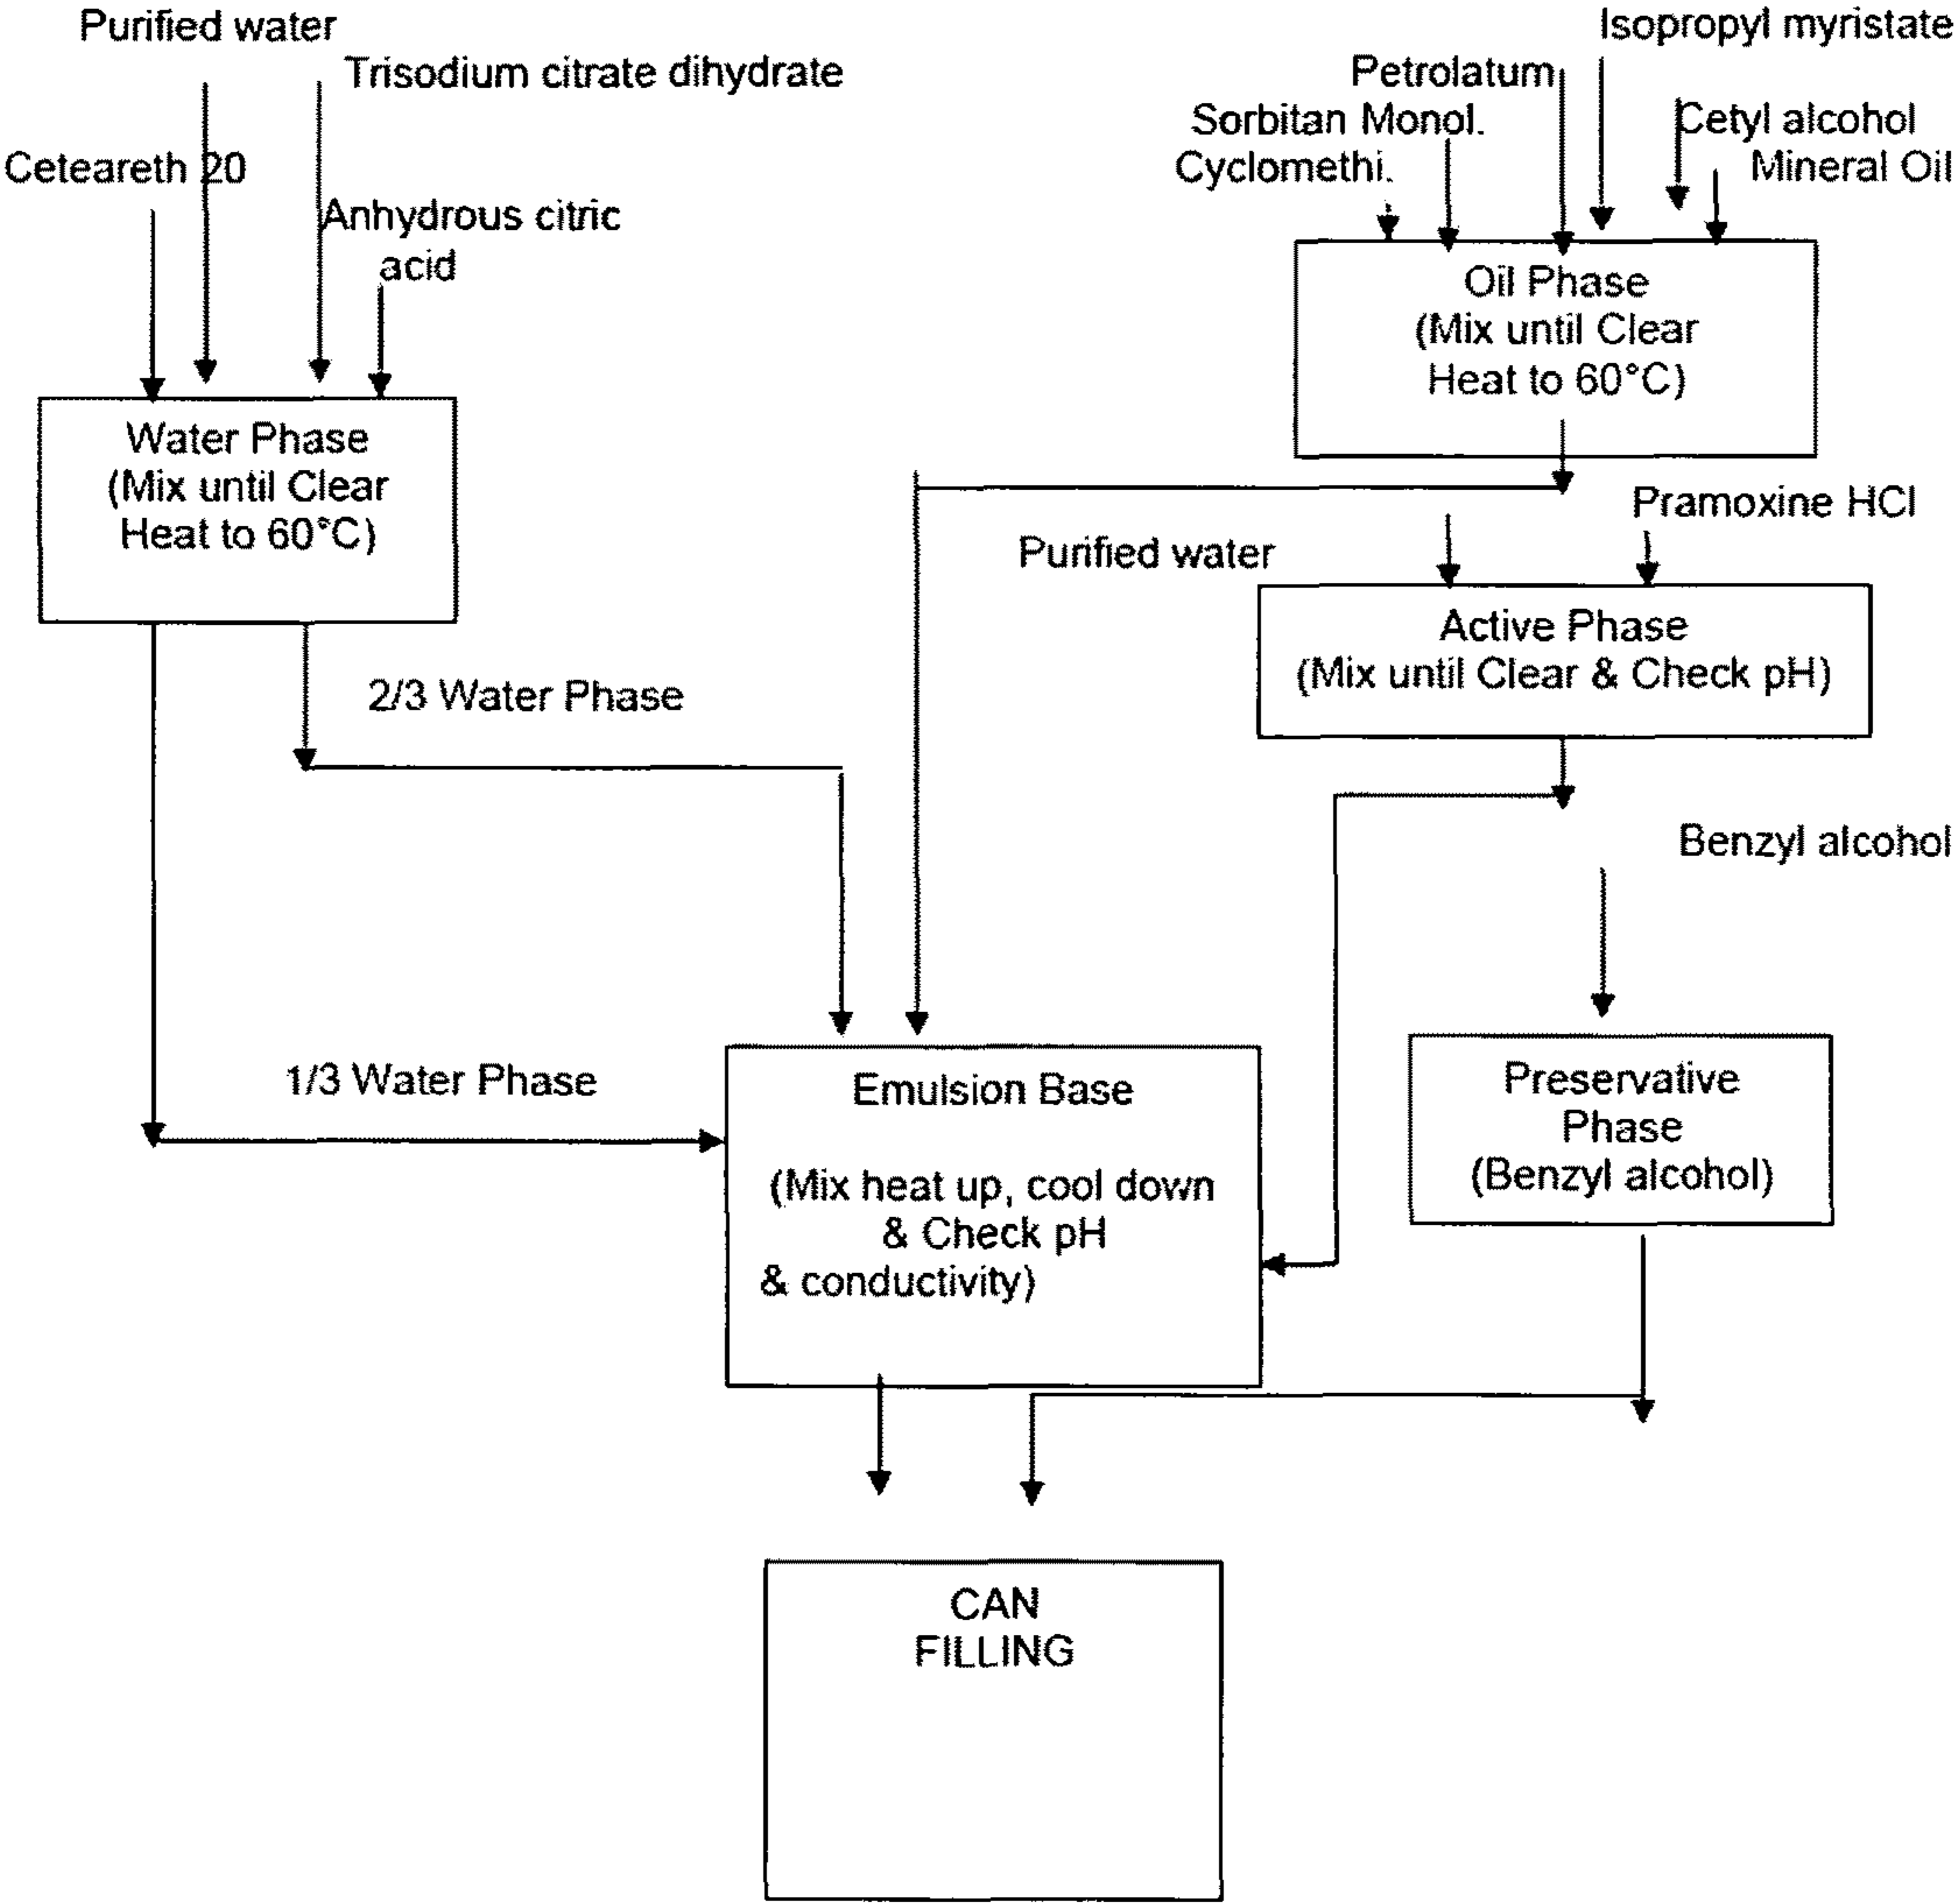 Purified water
Trisodium citrate dihydrate
Ceteareth 20
Anhydrous citric
acid
Isopropyl myristate
Petrolatum
Sorbitan Monol.
Cetyl alcohol
Cyclomethi.
Mineral Oil
Oil Phase
(Mix until Clear
Heat to 60°C)
Water Phase
(Mix until Clear
Heat to 60°C)
Purified water
Pramoxine HCl
Active Phase
(Mix until Clear & Check pH)
2/3 Water Phase
Benzyl alcohol
1/3 Water Phase
Emulsion Base
(Mix heat up, cool down
& Check pH
& conductivity)
Preservative
Phase
(Benzyl alcohol)
CAN
FILLING